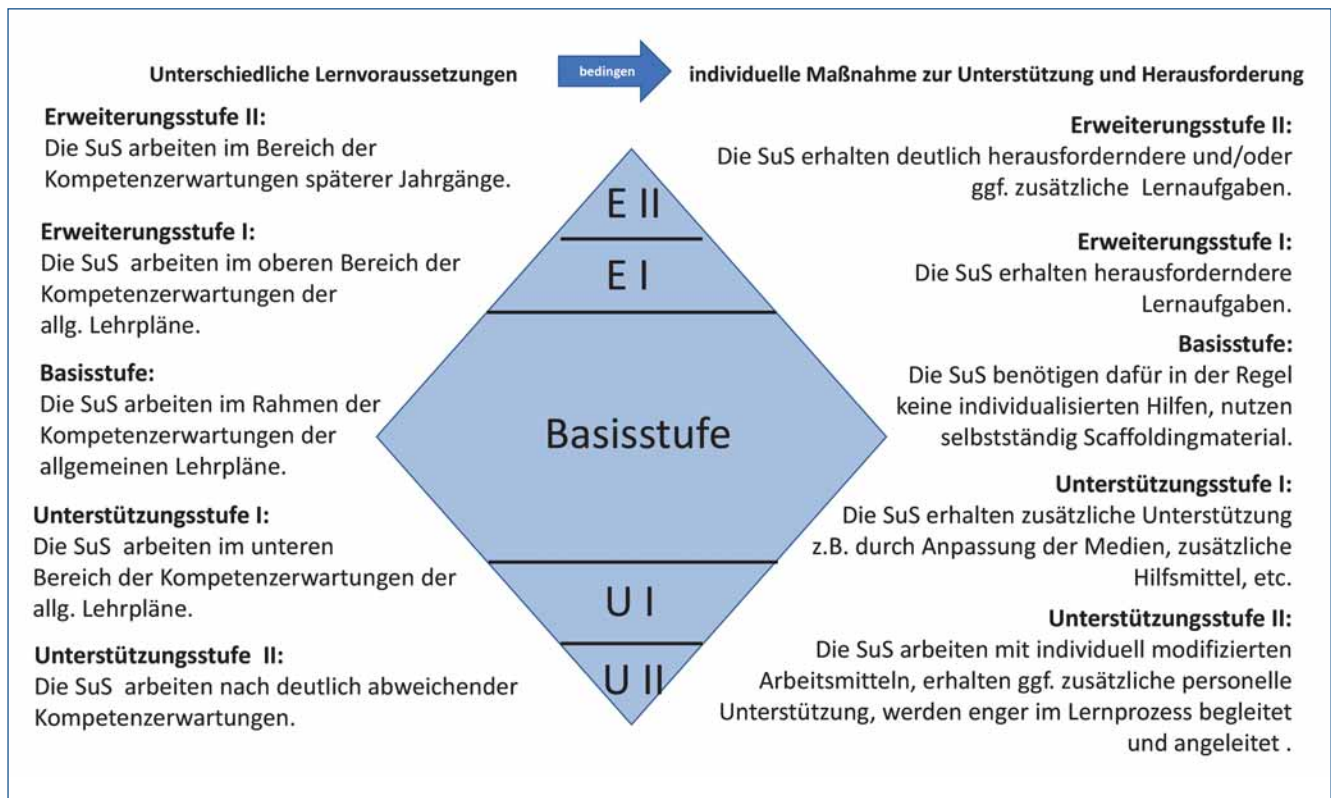 Unterschiedliche Lernvoraussetzungen
bedingen
individuelle Maßnahme zur Unterstützung und Herausforderung
Erweiterungsstufe II:
Die SuS arbeiten im Bereich der
Kompetenzerwartungen späterer Jahrgänge.
Erweiterungsstufe I:
Die SuS arbeiten im oberen Bereich der
Kompetenzerwartungen der
allg. Lehrpläne.
Basisstufe:
Die SuS arbeiten im Rahmen der
Kompetenzerwartungen der
allgemeinen Lehrpläne.
Unterstützungsstufe I:
Die SuS arbeiten im unteren
Bereich der Kompetenzerwartungen der
allg. Lehrpläne.
Unterstützungsstufe II:
Die SuS arbeiten nach deutlich abweichender
Kompetenzerwartungen.
E II
E I
Basisstufe
U I
U II
Erweiterungsstufe II:
Die SuS erhalten deutlich herausforderndere und/oder
ggf. zusätzliche Lernaufgaben.
Erweiterungsstufe I:
Die SuS erhalten herausforderndere
Lernaufgaben.
Basisstufe:
Die SuS benötigen dafür in der Regel
keine individualisierten Hilfen, nutzen
selbstständig Scaffoldingmaterial.
Unterstützungsstufe I:
Die SuS erhalten zusätzliche Unterstützung
z.B. durch Anpassung der Medien, zusätzliche
Hilfsmittel, etc.
Unterstützungsstufe II:
Die SuS arbeiten mit individuell modifizierten
Arbeitsmitteln, erhalten ggf. zusätzliche personelle
Unterstützung, werden enger im Lernprozess begleitet
und angeleitet .